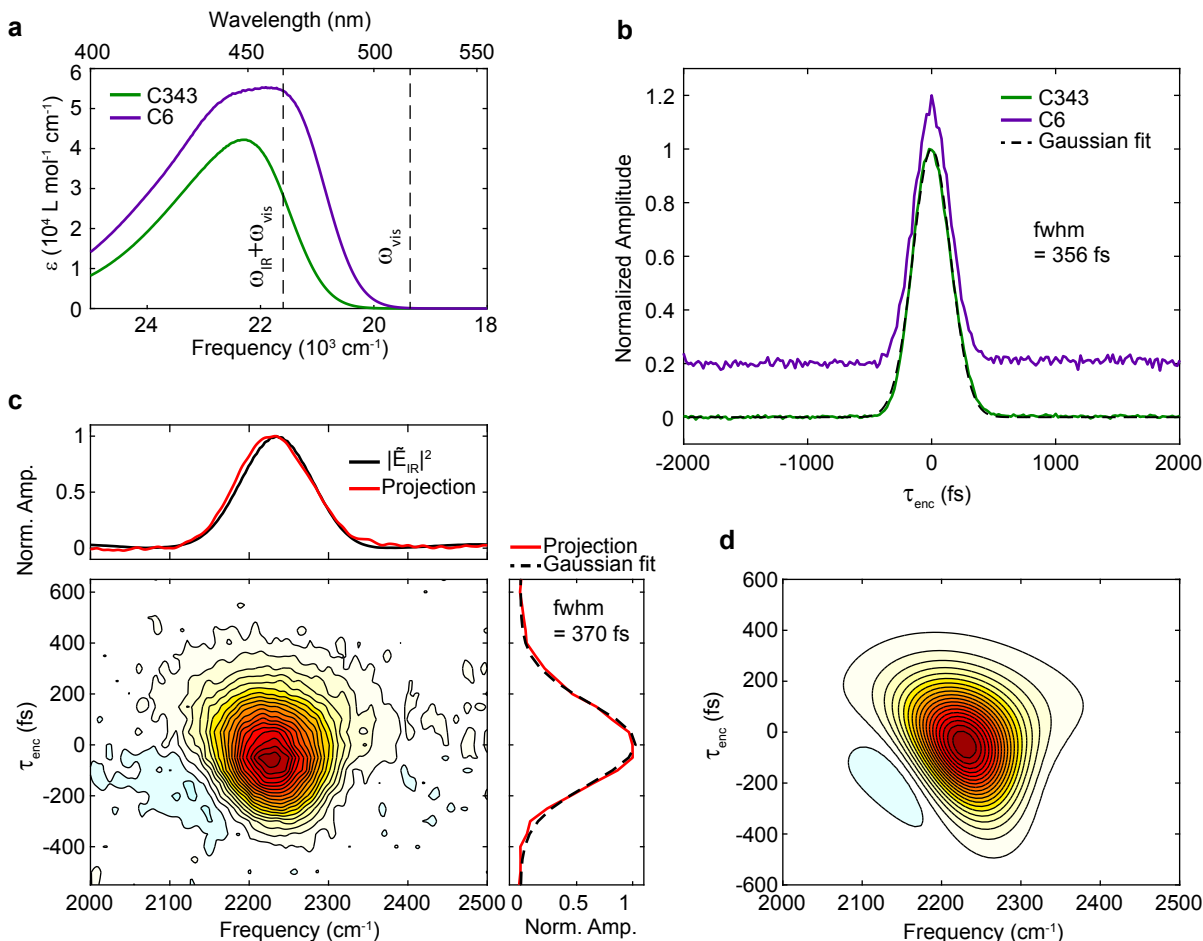 a
Wavelength (nm)
400
450
500
550
6
5
4
3
2
1
0
ε (10⁴ L mol⁻¹ cm⁻¹)
C343
C6
ω_IR+ω_vis
ω_vis
24
22
20
18
Frequency (10³ cm⁻¹)
b
1.2
1
0.8
0.6
0.4
0.2
0
Normalized Amplitude
C343
C6
Gaussian fit
fwhm
= 356 fs
-2000
-1000
0
1000
2000
τ_enc (fs)
c
1
0.5
0
Norm. Amp.
|Ẽ_IR|²
Projection
2000
2100
2200
2300
2400
2500
600
400
200
0
-200
-400
τ_enc (fs)
2000
2100
2200
2300
2400
2500
Frequency (cm⁻¹)
Projection
Gaussian fit
fwhm
= 370 fs
0
0.5
1
Norm. Amp.
d
600
400
200
0
-200
-400
-600
τ_enc (fs)
2000
2100
2200
2300
2400
2500
Frequency (cm⁻¹)